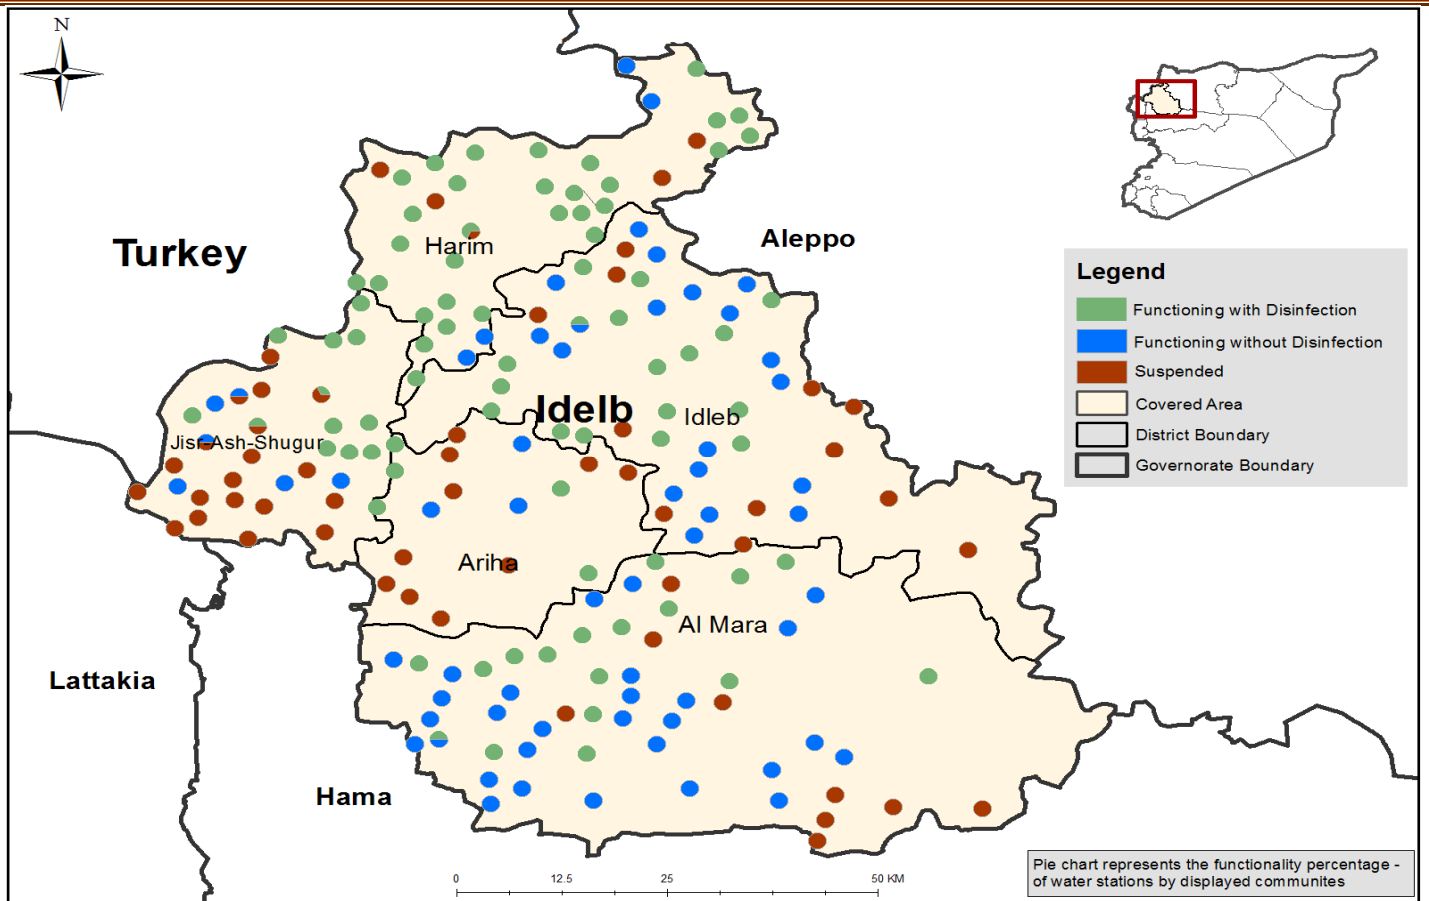 N
Turkey
Aleppo
Harim
Legend
Functioning with Disinfection
Functioning without Disinfection
Suspended
Covered Area
District Boundary
Governorate Boundary
Idelb
Idleb
Jisr-Ash-Shugur
Ariha
Al Mara
Lattakia
Hama
0 12.5 25 50 KM
Pie chart represents the functionality percentage -
of water stations by displayed communites